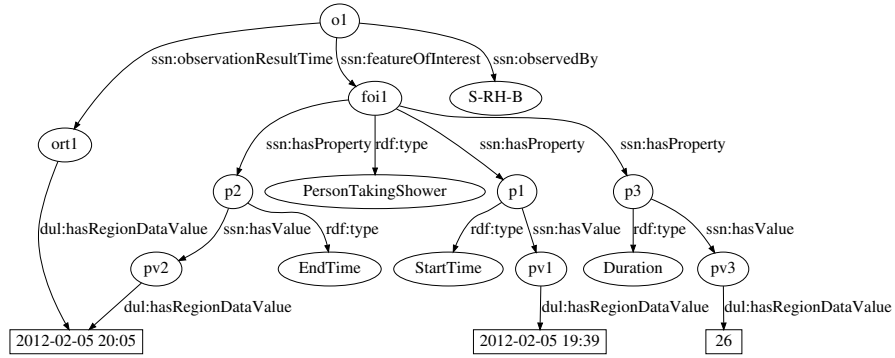 o1
ssn:observationResultTime ssn:featureOfInterest ssn:observedBy
foi1 S-RH-B
ort1 ssn:hasProperty rdf:type ssn:hasProperty ssn:hasProperty
p2 PersonTakingShower p1 p3
dul:hasRegionDataValue ssn:hasValue rdf:type rdf:type ssn:hasValue rdf:type ssn:hasValue
pv2 EndTime StartTime pv1 Duration pv3
dul:hasRegionDataValue dul:hasRegionDataValue dul:hasRegionDataValue
2012-02-05 20:05 2012-02-05 19:39 26